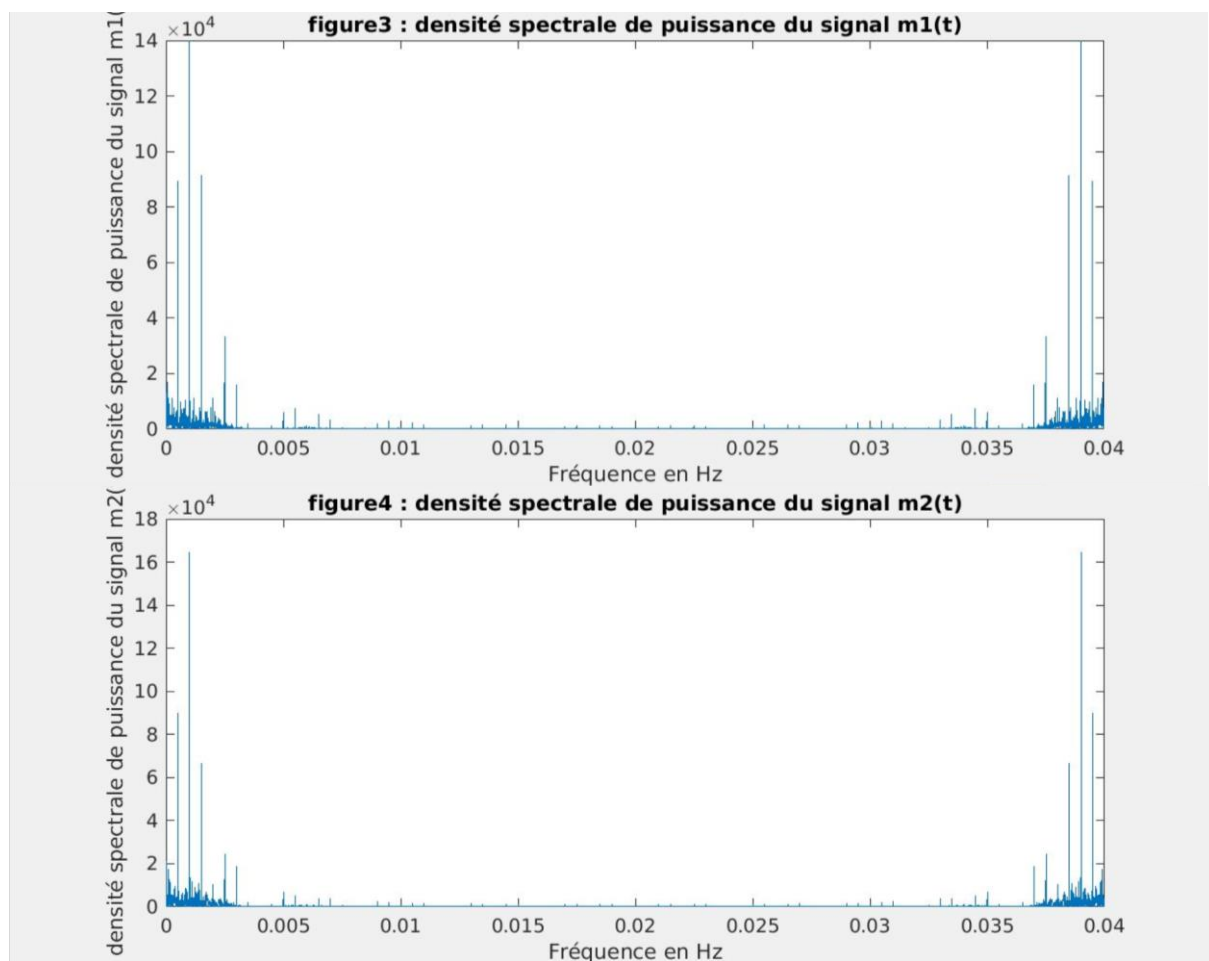 figure3 : densité spectrale de puissance du signal m1(t)
×10⁴
densité spectrale de puissance du signal m1(
14
12
10
8
6
4
2
0
0 0.005 0.01 0.015 0.02 0.025 0.03 0.035 0.04
Fréquence en Hz
figure4 : densité spectrale de puissance du signal m2(t)
×10⁴
densité spectrale de puissance du signal m2(
18
16
14
12
10
8
6
4
2
0
0 0.005 0.01 0.015 0.02 0.025 0.03 0.035 0.04
Fréquence en Hz